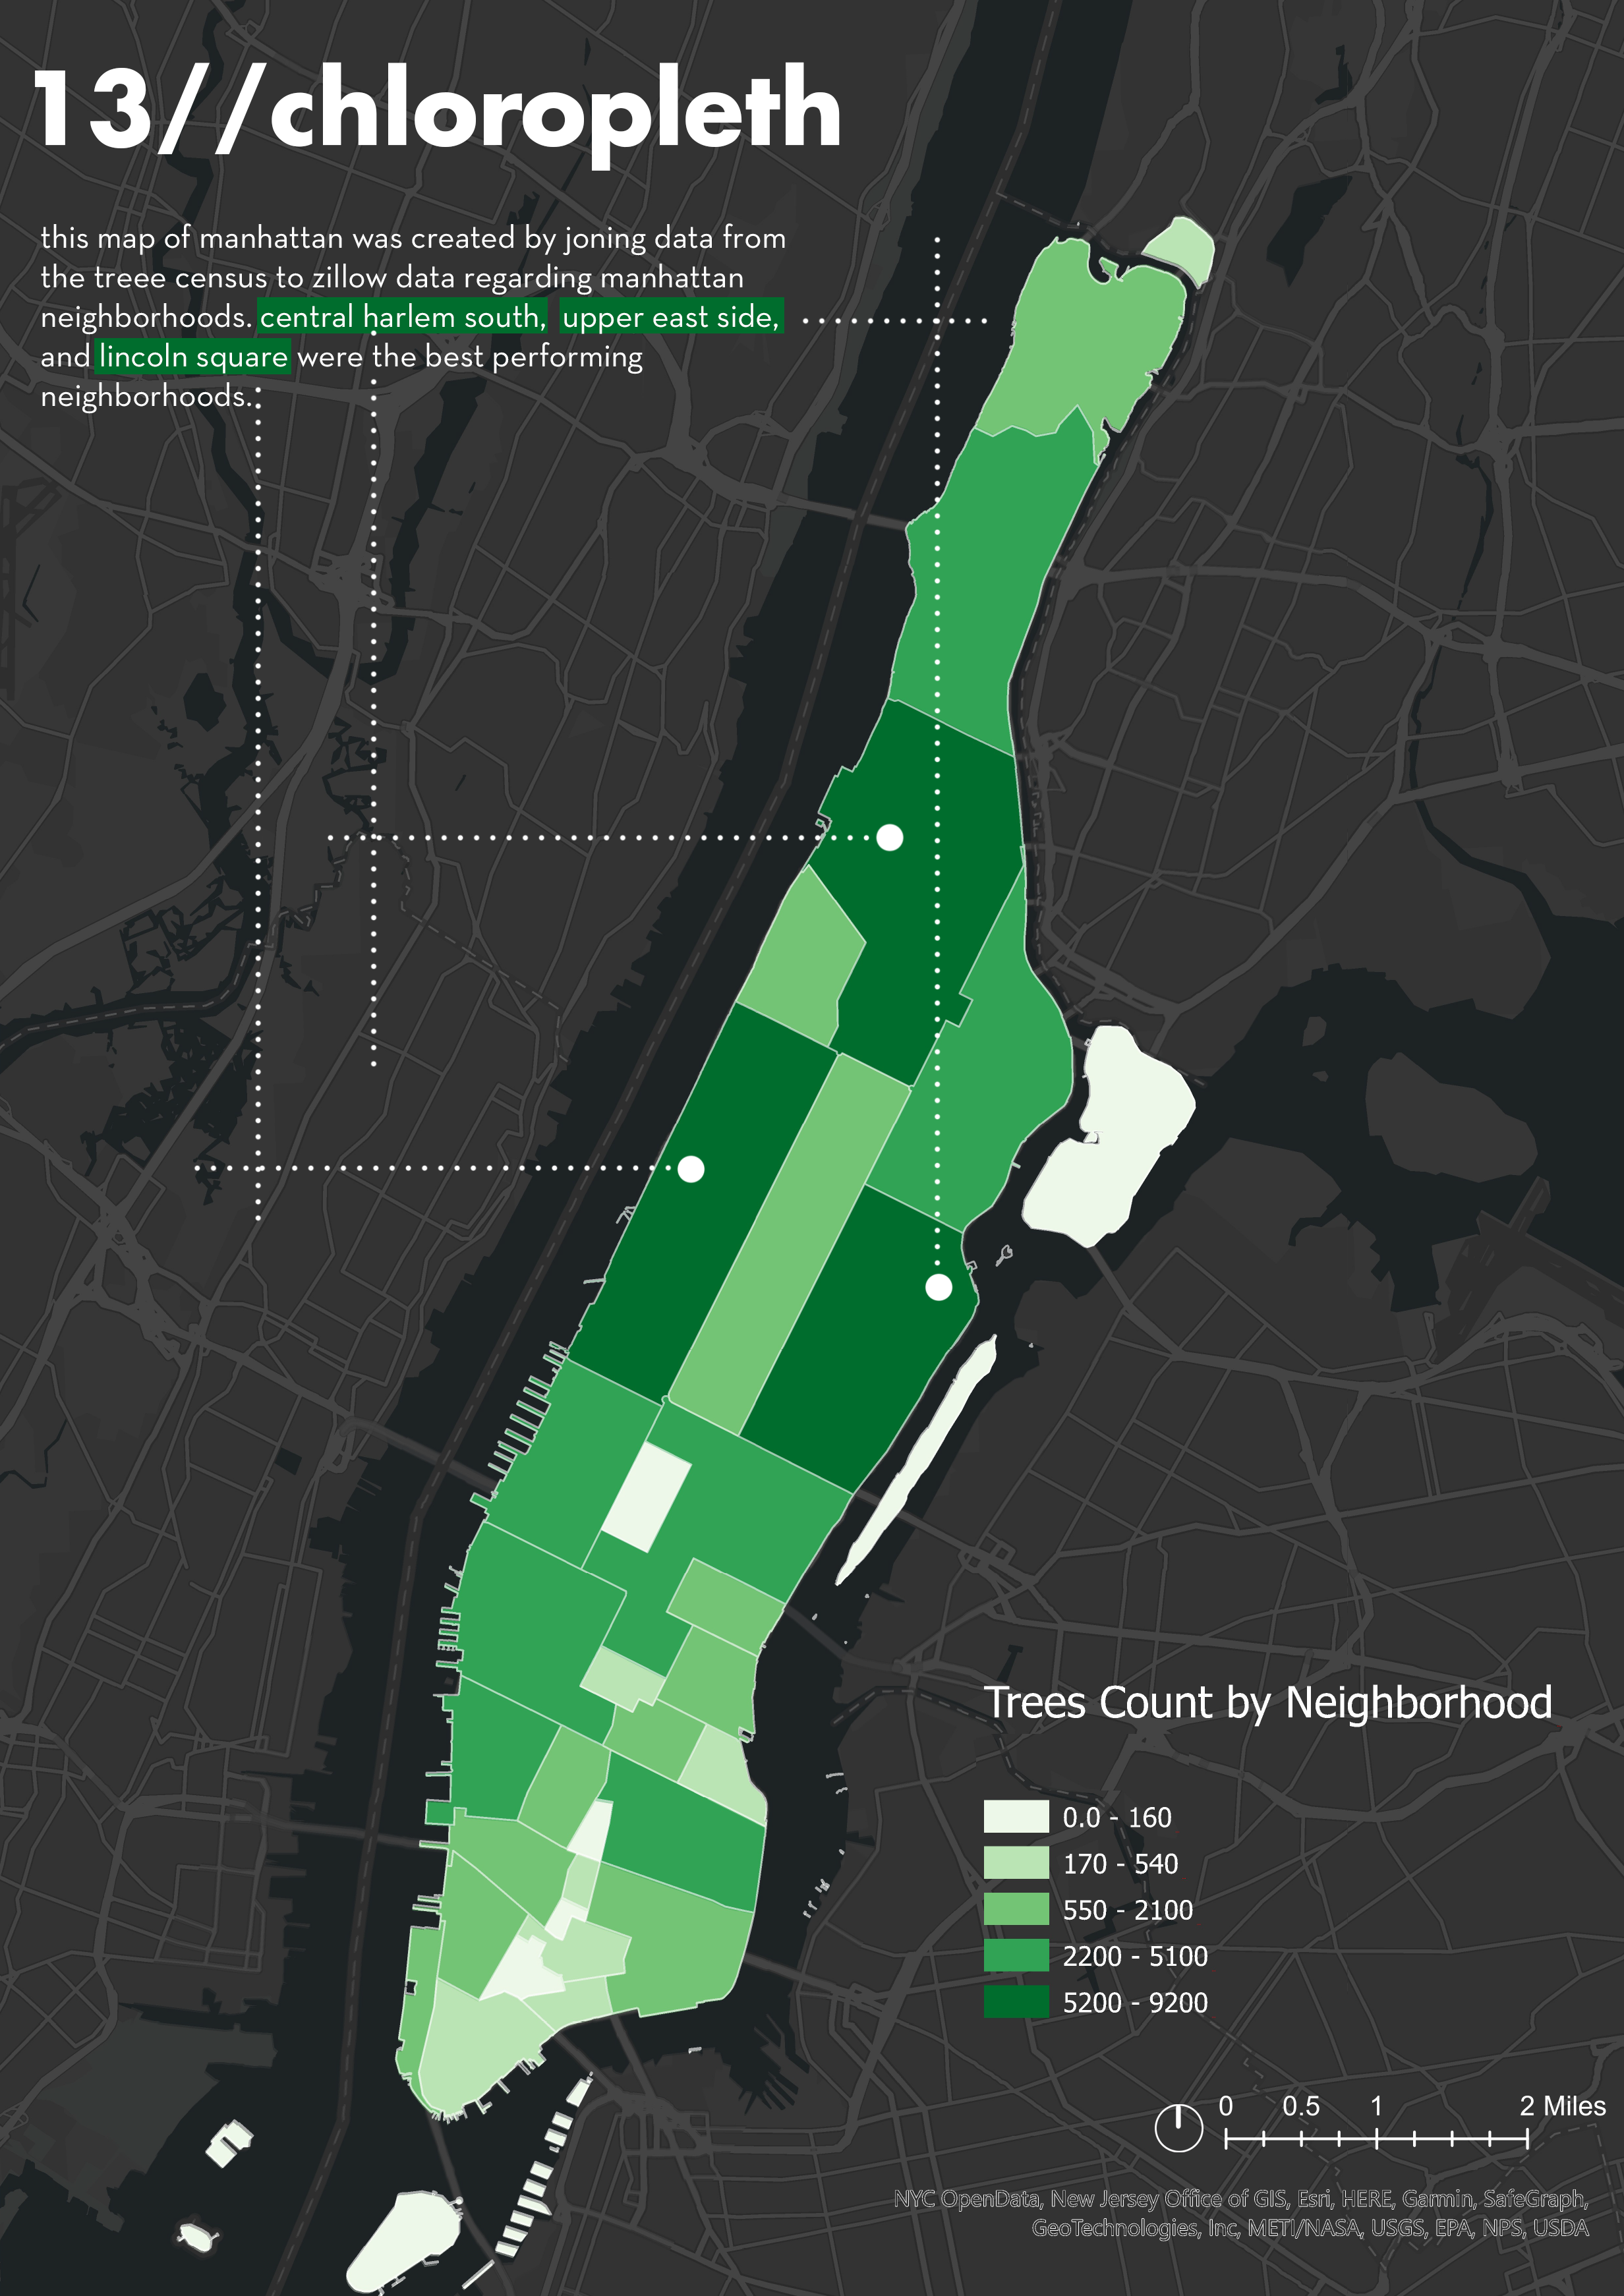 13//chloropleth
this map of manhattan was created by joning data from
the treee census to zillow data regarding manhattan
neighborhoods. central harlem south, upper east side,
and lincoln square were the best performing
neighborhoods.
Trees Count by Neighborhood
0.0 - 160
170 - 540
550 - 2100
2200 - 5100
5200 - 9200
0 0.5 1 2 Miles
NYC OpenData, New Jersey Office of GIS, Esri, HERE, Garmin, SafeGraph,
GeoTechnologies, Inc, METI/NASA, USGS, EPA, NPS, USDA